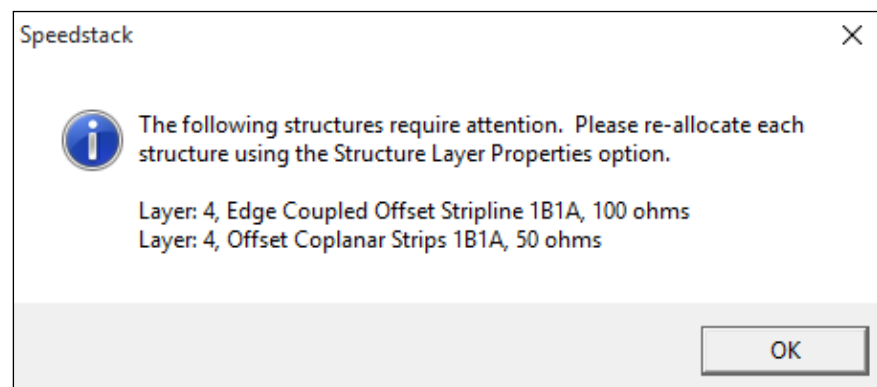 Speedstack
The following structures require attention.  Please re-allocate each
structure using the Structure Layer Properties option.
Layer: 4, Edge Coupled Offset Stripline 1B1A, 100 ohms
Layer: 4, Offset Coplanar Strips 1B1A, 50 ohms
OK